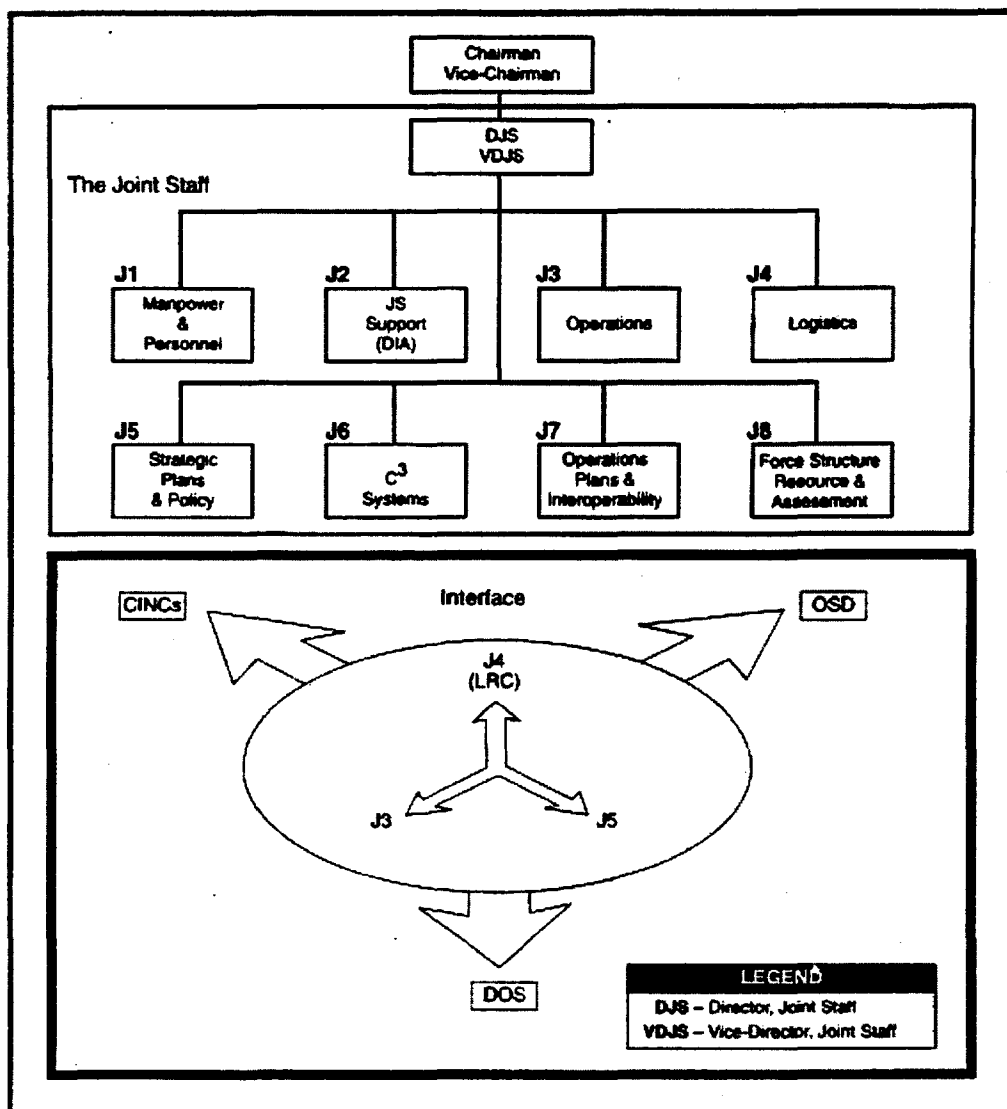 Chairman
Vice-Chairman
DJS
VDJS
The Joint Staff
J1
Manpower
&
Personnel
J2
JS
Support
(DIA)
J3
Operations
J4
Logistics
J5
Strategic
Plans
& Policy
J6
C³
Systems
J7
Operations
Plans &
Interoperability
J8
Force Structure
Resource &
Assessment
Interface
CINCs
OSD
J4
(LRC)
J3
J5
DOS
LEGEND
DJS – Director, Joint Staff
VDJS – Vice-Director, Joint Staff